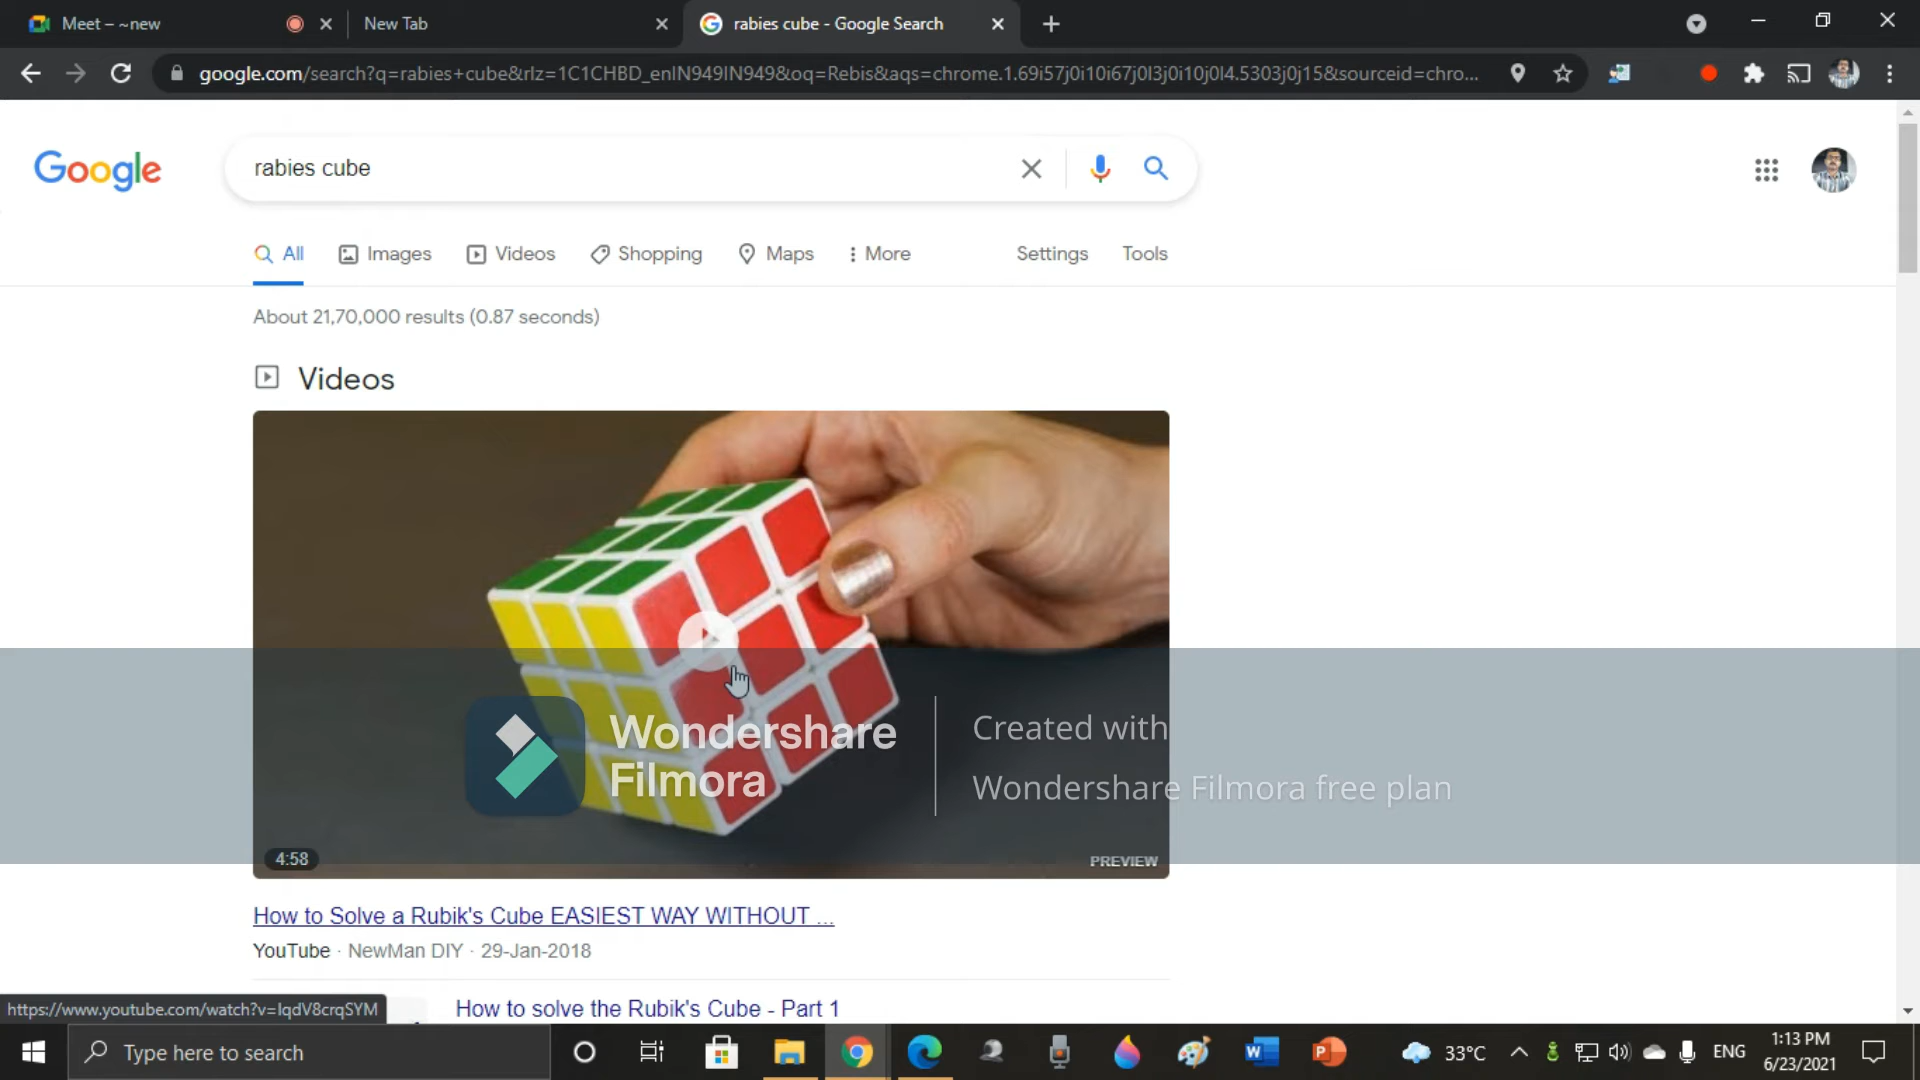 Meet – ~new
New Tab
rabies cube - Google Search
google.com/search?q=rabies+cube&rlz=1C1CHBD_enIN949IN949&oq=Rebis&aqs=chrome.1.69i57j0i10i67j0l3j0i10j0l4.5303j0j15&sourceid=chro...
Google
rabies cube
All
Images
Videos
Shopping
Maps
More
Settings
Tools
About 21,70,000 results (0.87 seconds)
Videos
Wondershare
Filmora
Created with
Wondershare Filmora free plan
4:58
PREVIEW
How to Solve a Rubik's Cube EASIEST WAY WITHOUT ...
YouTube · NewMan DIY · 29-Jan-2018
How to solve the Rubik's Cube - Part 1
https://www.youtube.com/watch?v=IqdV8crqSYM
Type here to search
33°C
ENG
1:13 PM
6/23/2021